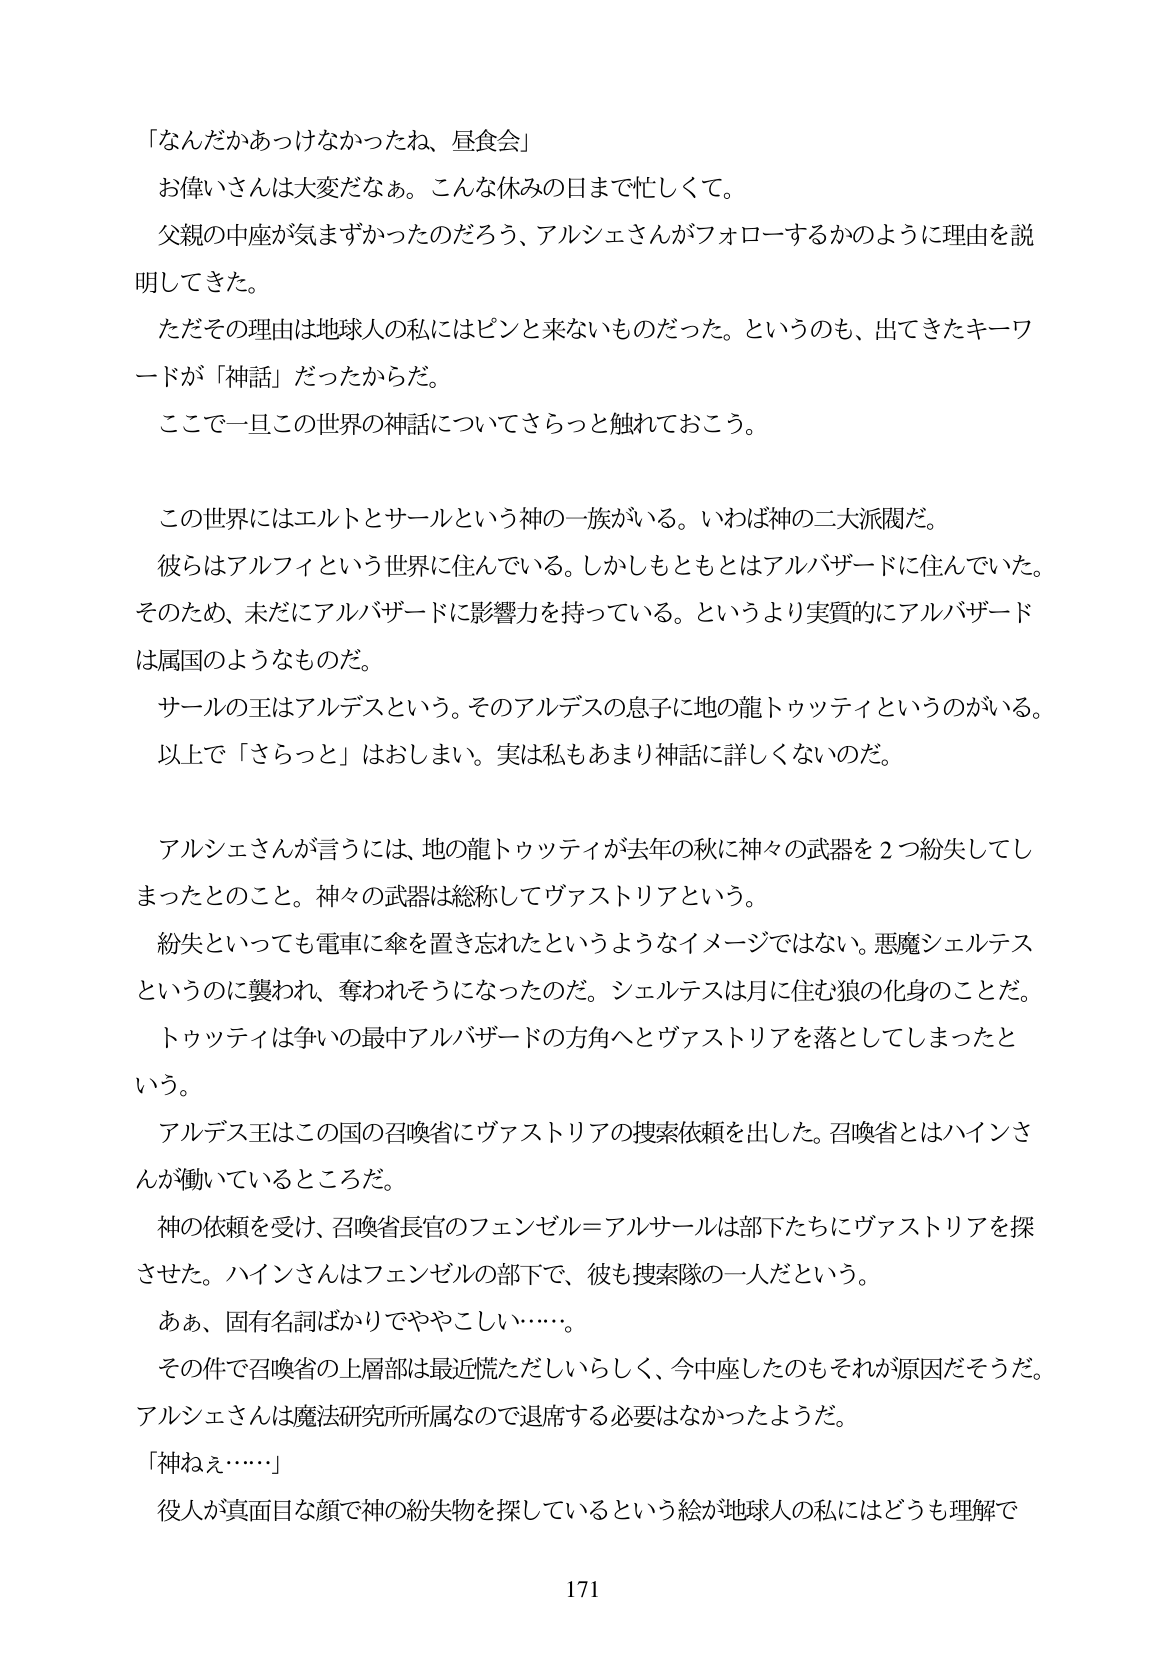 「なんだかあっけなかったね、昼食会」
お偉いさんは大変だなぁ。こんな休みの日まで忙しくて。
父親の中座が気まずかったのだろう、アルシェさんがフォローするかのように理由を説
明してきた。
ただその理由は地球人の私にはピンと来ないものだった。というのも、出てきたキーワ
ードが「神話」だったからだ。
ここで一旦この世界の神話についてさらっと触れておこう。
この世界にはエルトとサールという神の一族がいる。いわば神の二大派閥だ。
彼らはアルフィという世界に住んでいる。しかしもともとはアルバザードに住んでいた。
そのため、未だにアルバザードに影響力を持っている。というより実質的にアルバザード
は属国のようなものだ。
サールの王はアルデスという。そのアルデスの息子に地の龍トゥッティというのがいる。
以上で「さらっと」はおしまい。実は私もあまり神話に詳しくないのだ。
アルシェさんが言うには、地の龍トゥッティが去年の秋に神々の武器を 2 つ紛失してし
まったとのこと。神々の武器は総称してヴァストリアという。
紛失といっても電車に傘を置き忘れたというようなイメージではない。悪魔シェルテス
というのに襲われ、奪われそうになったのだ。シェルテスは月に住む狼の化身のことだ。
トゥッティは争いの最中アルバザードの方角へとヴァストリアを落としてしまったと
いう。
アルデス王はこの国の召喚省にヴァストリアの捜索依頼を出した。召喚省とはハインさ
んが働いているところだ。
神の依頼を受け、召喚省長官のフェンゼル＝アルサールは部下たちにヴァストリアを探
させた。ハインさんはフェンゼルの部下で、彼も捜索隊の一人だという。
あぁ、固有名詞ばかりでややこしい……。
その件で召喚省の上層部は最近慌ただしいらしく、今中座したのもそれが原因だそうだ。
アルシェさんは魔法研究所所属なので退席する必要はなかったようだ。
「神ねぇ……」
役人が真面目な顔で神の紛失物を探しているという絵が地球人の私にはどうも理解で
171